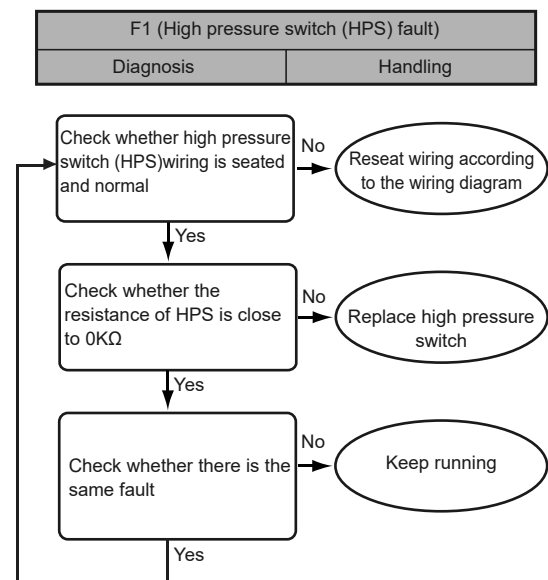 F1 (High pressure switch (HPS) fault)
Diagnosis
Handling
Check whether high pressure
switch (HPS)wiring is seated
and normal
No
Reseat wiring according
to the wiring diagram
Yes
Check whether the
resistance of HPS is close
to 0KΩ
No
Replace high pressure
switch
Yes
Check whether there is the
same fault
No
Keep running
Yes